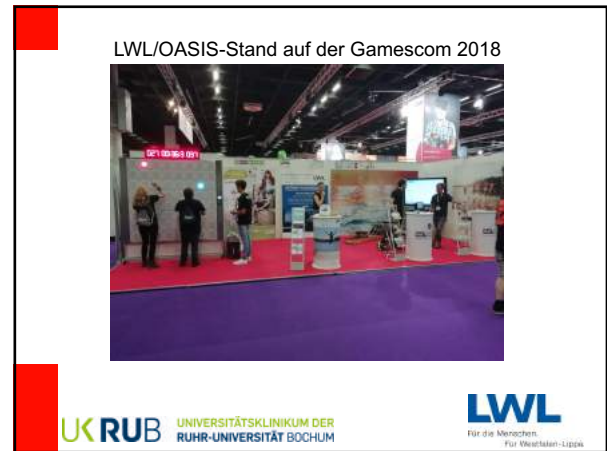 LWL/OASIS-Stand auf der Gamescom 2018
LWL
UK RUB
UNIVERSITÄTSKLINIKUM DER
RUHR-UNIVERSITÄT BOCHUM
LWL
Für die Menschen.
Für Westfalen-Lippe.